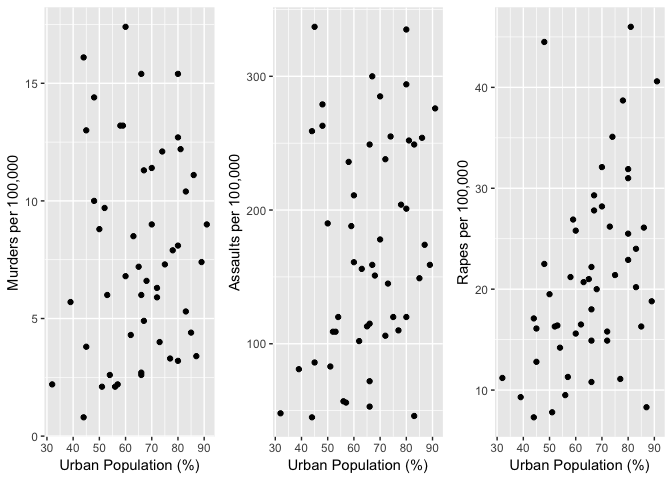 Murders per 100,000
15
10
5
0
30 40 50 60 70 80 90
Urban Population (%)
Assaults per 100,000
300
200
100
30 40 50 60 70 80 90
Urban Population (%)
Rapes per 100,000
40
30
20
10
30 40 50 60 70 80 90
Urban Population (%)